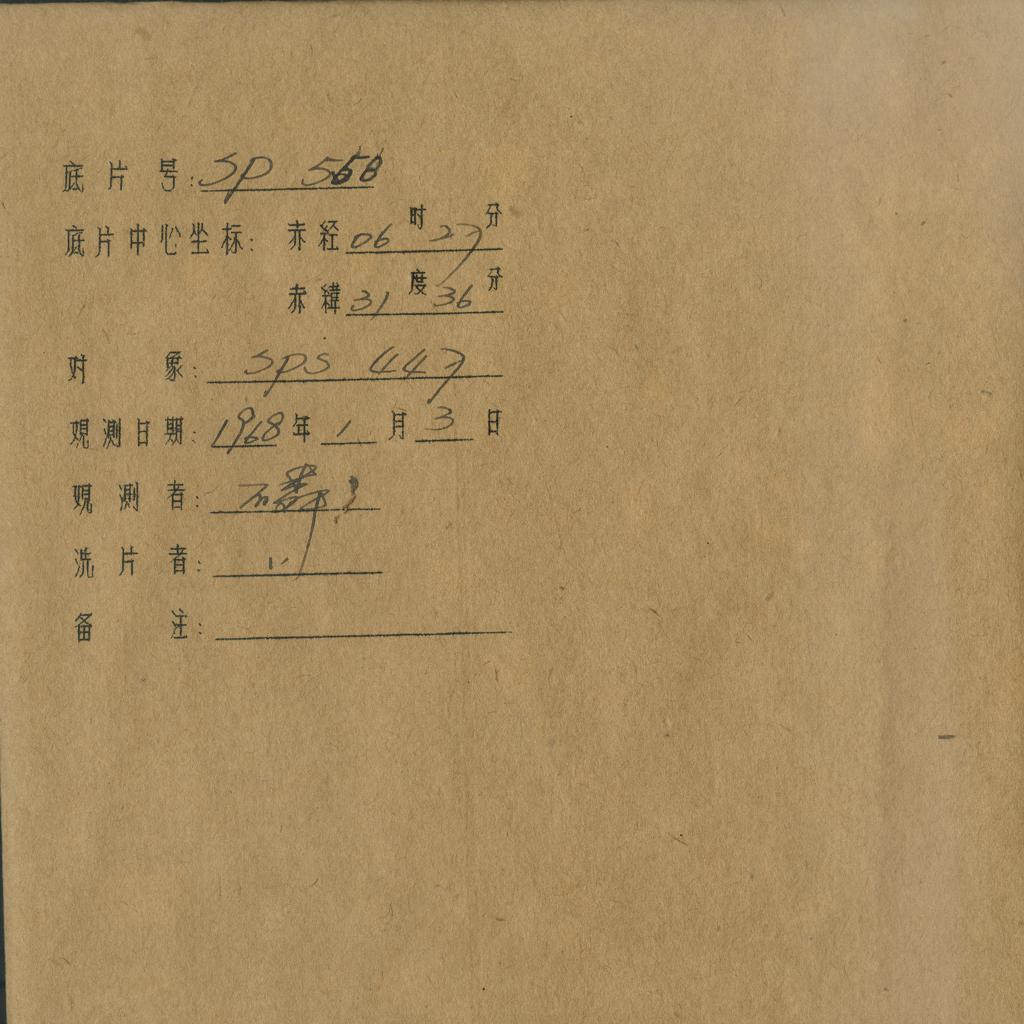 底片号: SP 558
底片中心坐标: 赤経 06 时 27 分
赤緯 31 度 36 分
对 象: SPS 447
观测日期: 1968 年 1 月 3 日
观测者:
洗片者: 〃
备 注: